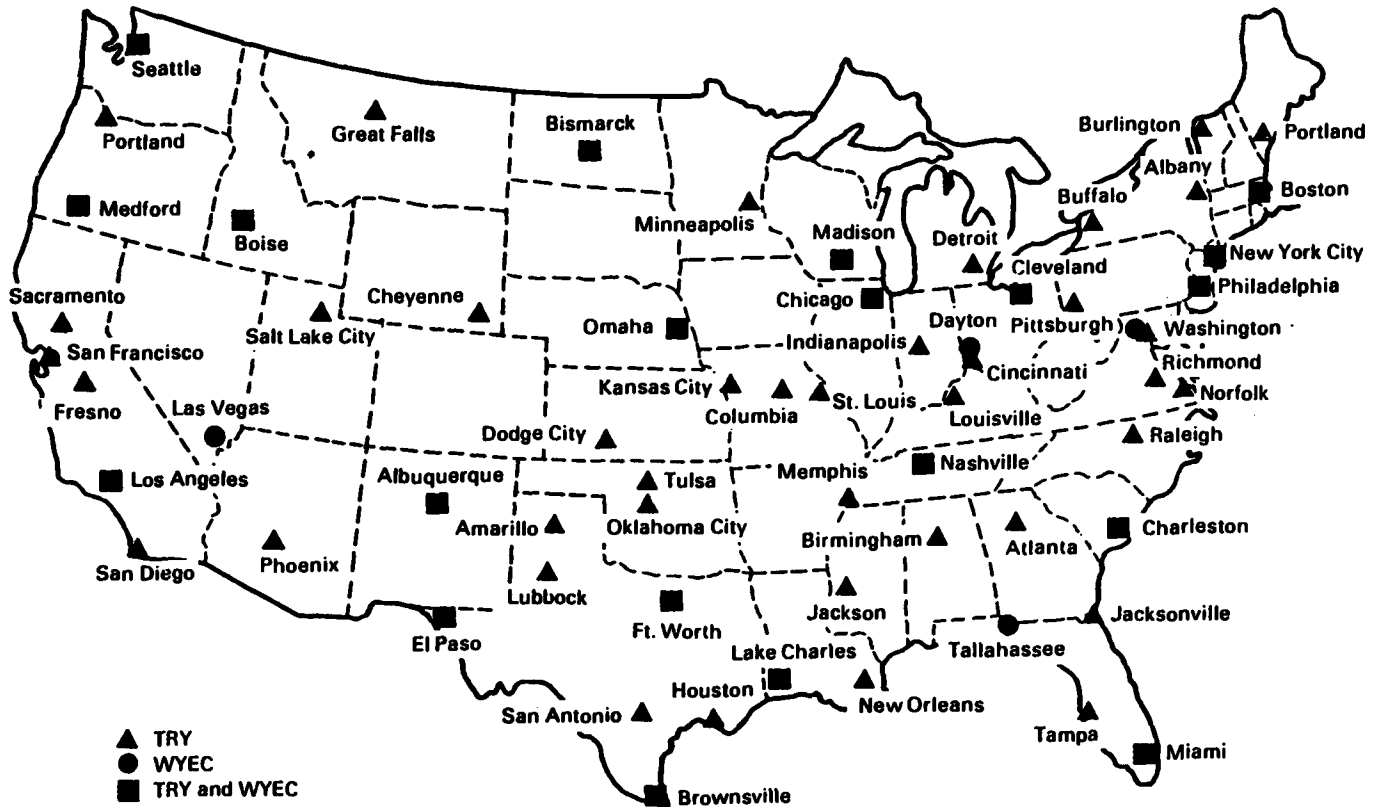 Seattle
Portland
Great Falls
Bismarck
Burlington
Portland
Albany
Medford
Boise
Minneapolis
Madison
Detroit
Buffalo
Boston
Sacramento
Salt Lake City
Cheyenne
Omaha
Chicago
Cleveland
New York City
Philadelphia
San Francisco
Fresno
Las Vegas
Kansas City
Columbia
St. Louis
Indianapolis
Dayton
Pittsburgh
Washington
Cincinnati
Richmond
Louisville
Norfolk
Los Angeles
Albuquerque
Dodge City
Tulsa
Memphis
Nashville
Raleigh
San Diego
Phoenix
Amarillo
Oklahoma City
Birmingham
Atlanta
Charleston
Lubbock
El Paso
Ft. Worth
Jackson
Jacksonville
Lake Charles
Tallahassee
San Antonio
Houston
New Orleans
Tampa
Miami
Brownsville
TRY
WYEC
TRY and WYEC